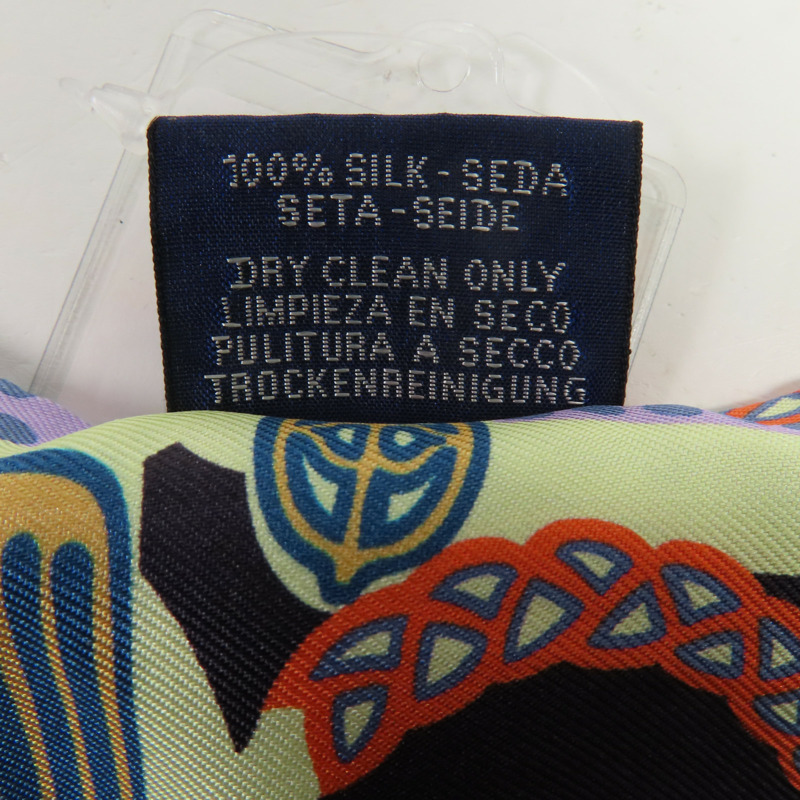 100% SILK - SEDA
SETA - SEIDE
DRY CLEAN ONLY
LIMPIEZA EN SECO
PULITURA A SECCO
TROCKENREINIGUNG